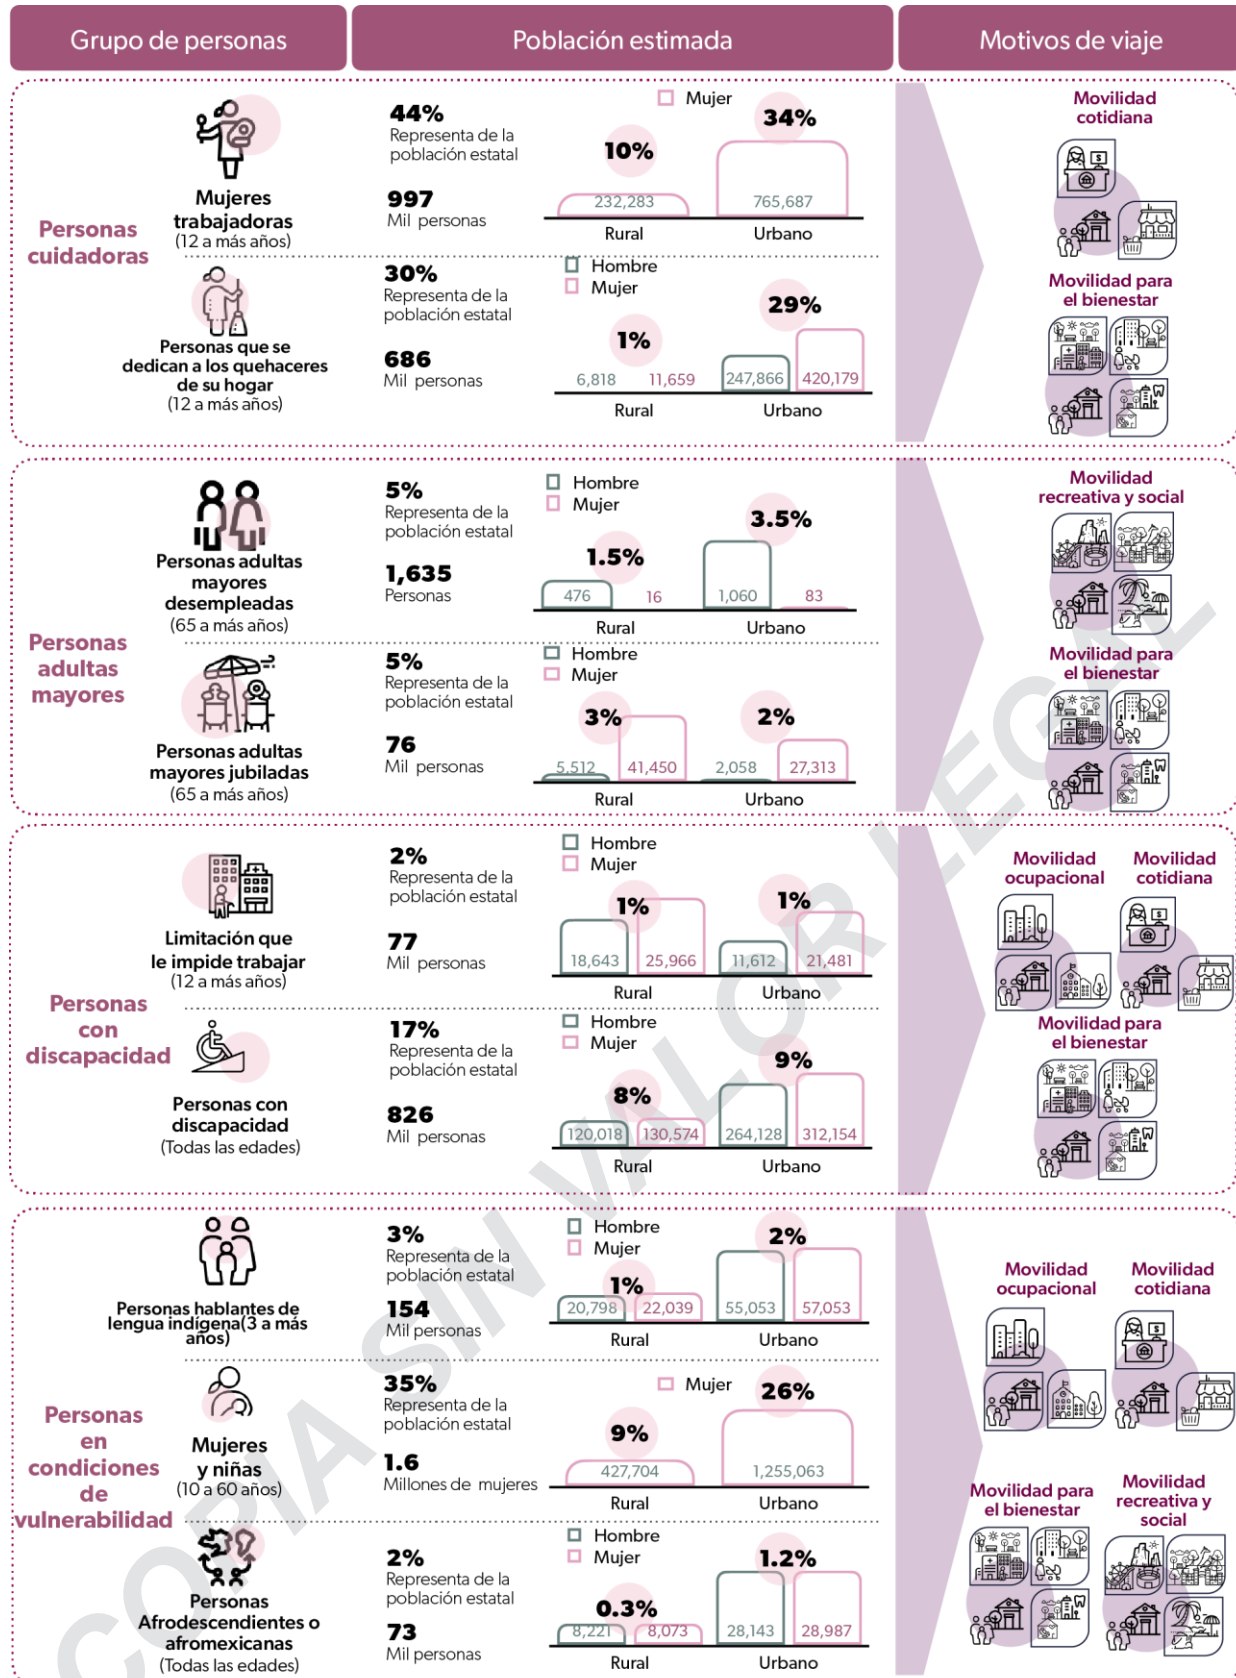 Grupo de personas
Población estimada
Motivos de viaje
Personas
cuidadoras
Mujeres
trabajadoras
(12 a más años)
44%
Representa de la
población estatal
997
Mil personas
Mujer
10%
34%
232,283
765,687
Rural
Urbano
Personas que se
dedican a los quehaceres
de su hogar
(12 a más años)
30%
Representa de la
población estatal
686
Mil personas
Hombre
Mujer
1%
29%
6,818
11,659
247,866
420,179
Rural
Urbano
Movilidad
cotidiana
Movilidad para
el bienestar
Personas
adultas
mayores
Personas adultas
mayores
desempleadas
(65 a más años)
5%
Representa de la
población estatal
1,635
Personas
Hombre
Mujer
1.5%
3.5%
476
16
1,060
83
Rural
Urbano
Personas adultas
mayores jubiladas
(65 a más años)
5%
Representa de la
población estatal
76
Mil personas
Hombre
Mujer
3%
2%
5,512
41,450
2,058
27,313
Rural
Urbano
Movilidad
recreativa y social
Movilidad para
el bienestar
Personas
con
discapacidad
Limitación que
le impide trabajar
(12 a más años)
2%
Representa de la
población estatal
77
Mil personas
Hombre
Mujer
1%
1%
18,643
25,966
11,612
21,481
Rural
Urbano
Personas con
discapacidad
(Todas las edades)
17%
Representa de la
población estatal
826
Mil personas
Hombre
Mujer
8%
9%
120,018
130,574
264,128
312,154
Rural
Urbano
Movilidad
ocupacional
Movilidad
cotidiana
Movilidad para
el bienestar
Personas
en
condiciones
de
vulnerabilidad
Personas hablantes de
lengua indígena(3 a más
años)
3%
Representa de la
población estatal
154
Mil personas
Hombre
Mujer
1%
2%
20,798
22,039
55,053
57,053
Rural
Urbano
Mujeres
y niñas
(10 a 60 años)
35%
Representa de la
población estatal
1.6
Millones de mujeres
Mujer
9%
26%
427,704
1,255,063
Rural
Urbano
Personas
Afrodescendientes o
afromexicanas
(Todas las edades)
2%
Representa de la
población estatal
73
Mil personas
Hombre
Mujer
0.3%
1.2%
8,221
8,073
28,143
28,987
Rural
Urbano
Movilidad
ocupacional
Movilidad
cotidiana
Movilidad para
el bienestar
Movilidad
recreativa y
social
COPIA SIN VALOR LEGAL